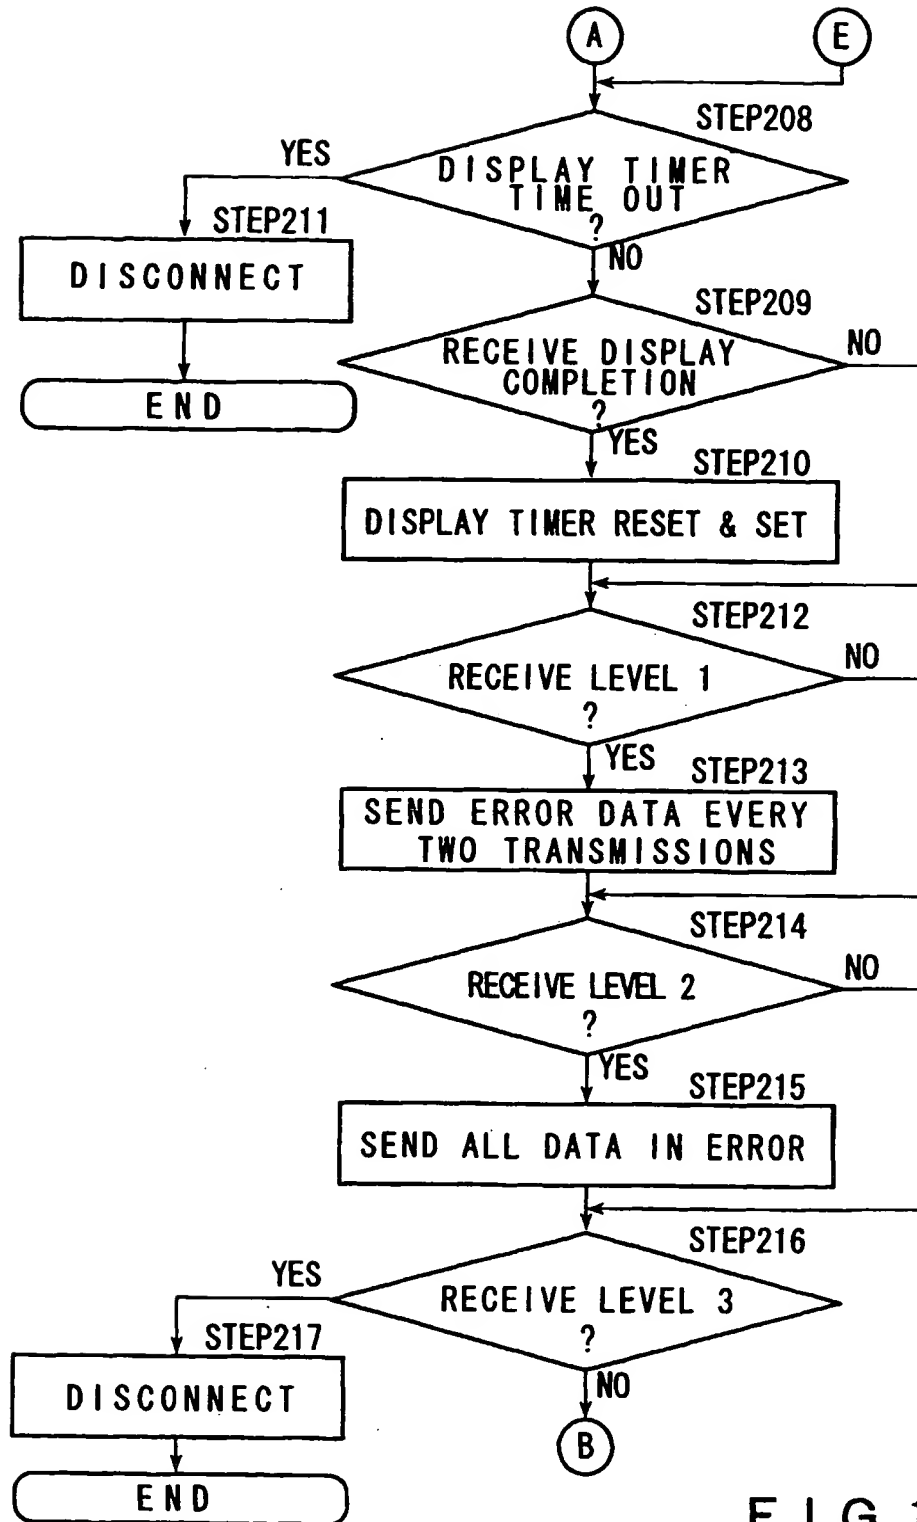 A
E
STEP208
YES
DISPLAY TIMER
TIME OUT
?
STEP211
NO
DISCONNECT
STEP209
NO
RECEIVE DISPLAY
COMPLETION
?
END
YES
STEP210
DISPLAY TIMER RESET & SET
STEP212
NO
RECEIVE LEVEL 1
?
YES
STEP213
SEND ERROR DATA EVERY
TWO TRANSMISSIONS
STEP214
NO
RECEIVE LEVEL 2
?
YES
STEP215
SEND ALL DATA IN ERROR
STEP216
YES
RECEIVE LEVEL 3
?
STEP217
NO
DISCONNECT
B
END
FIG